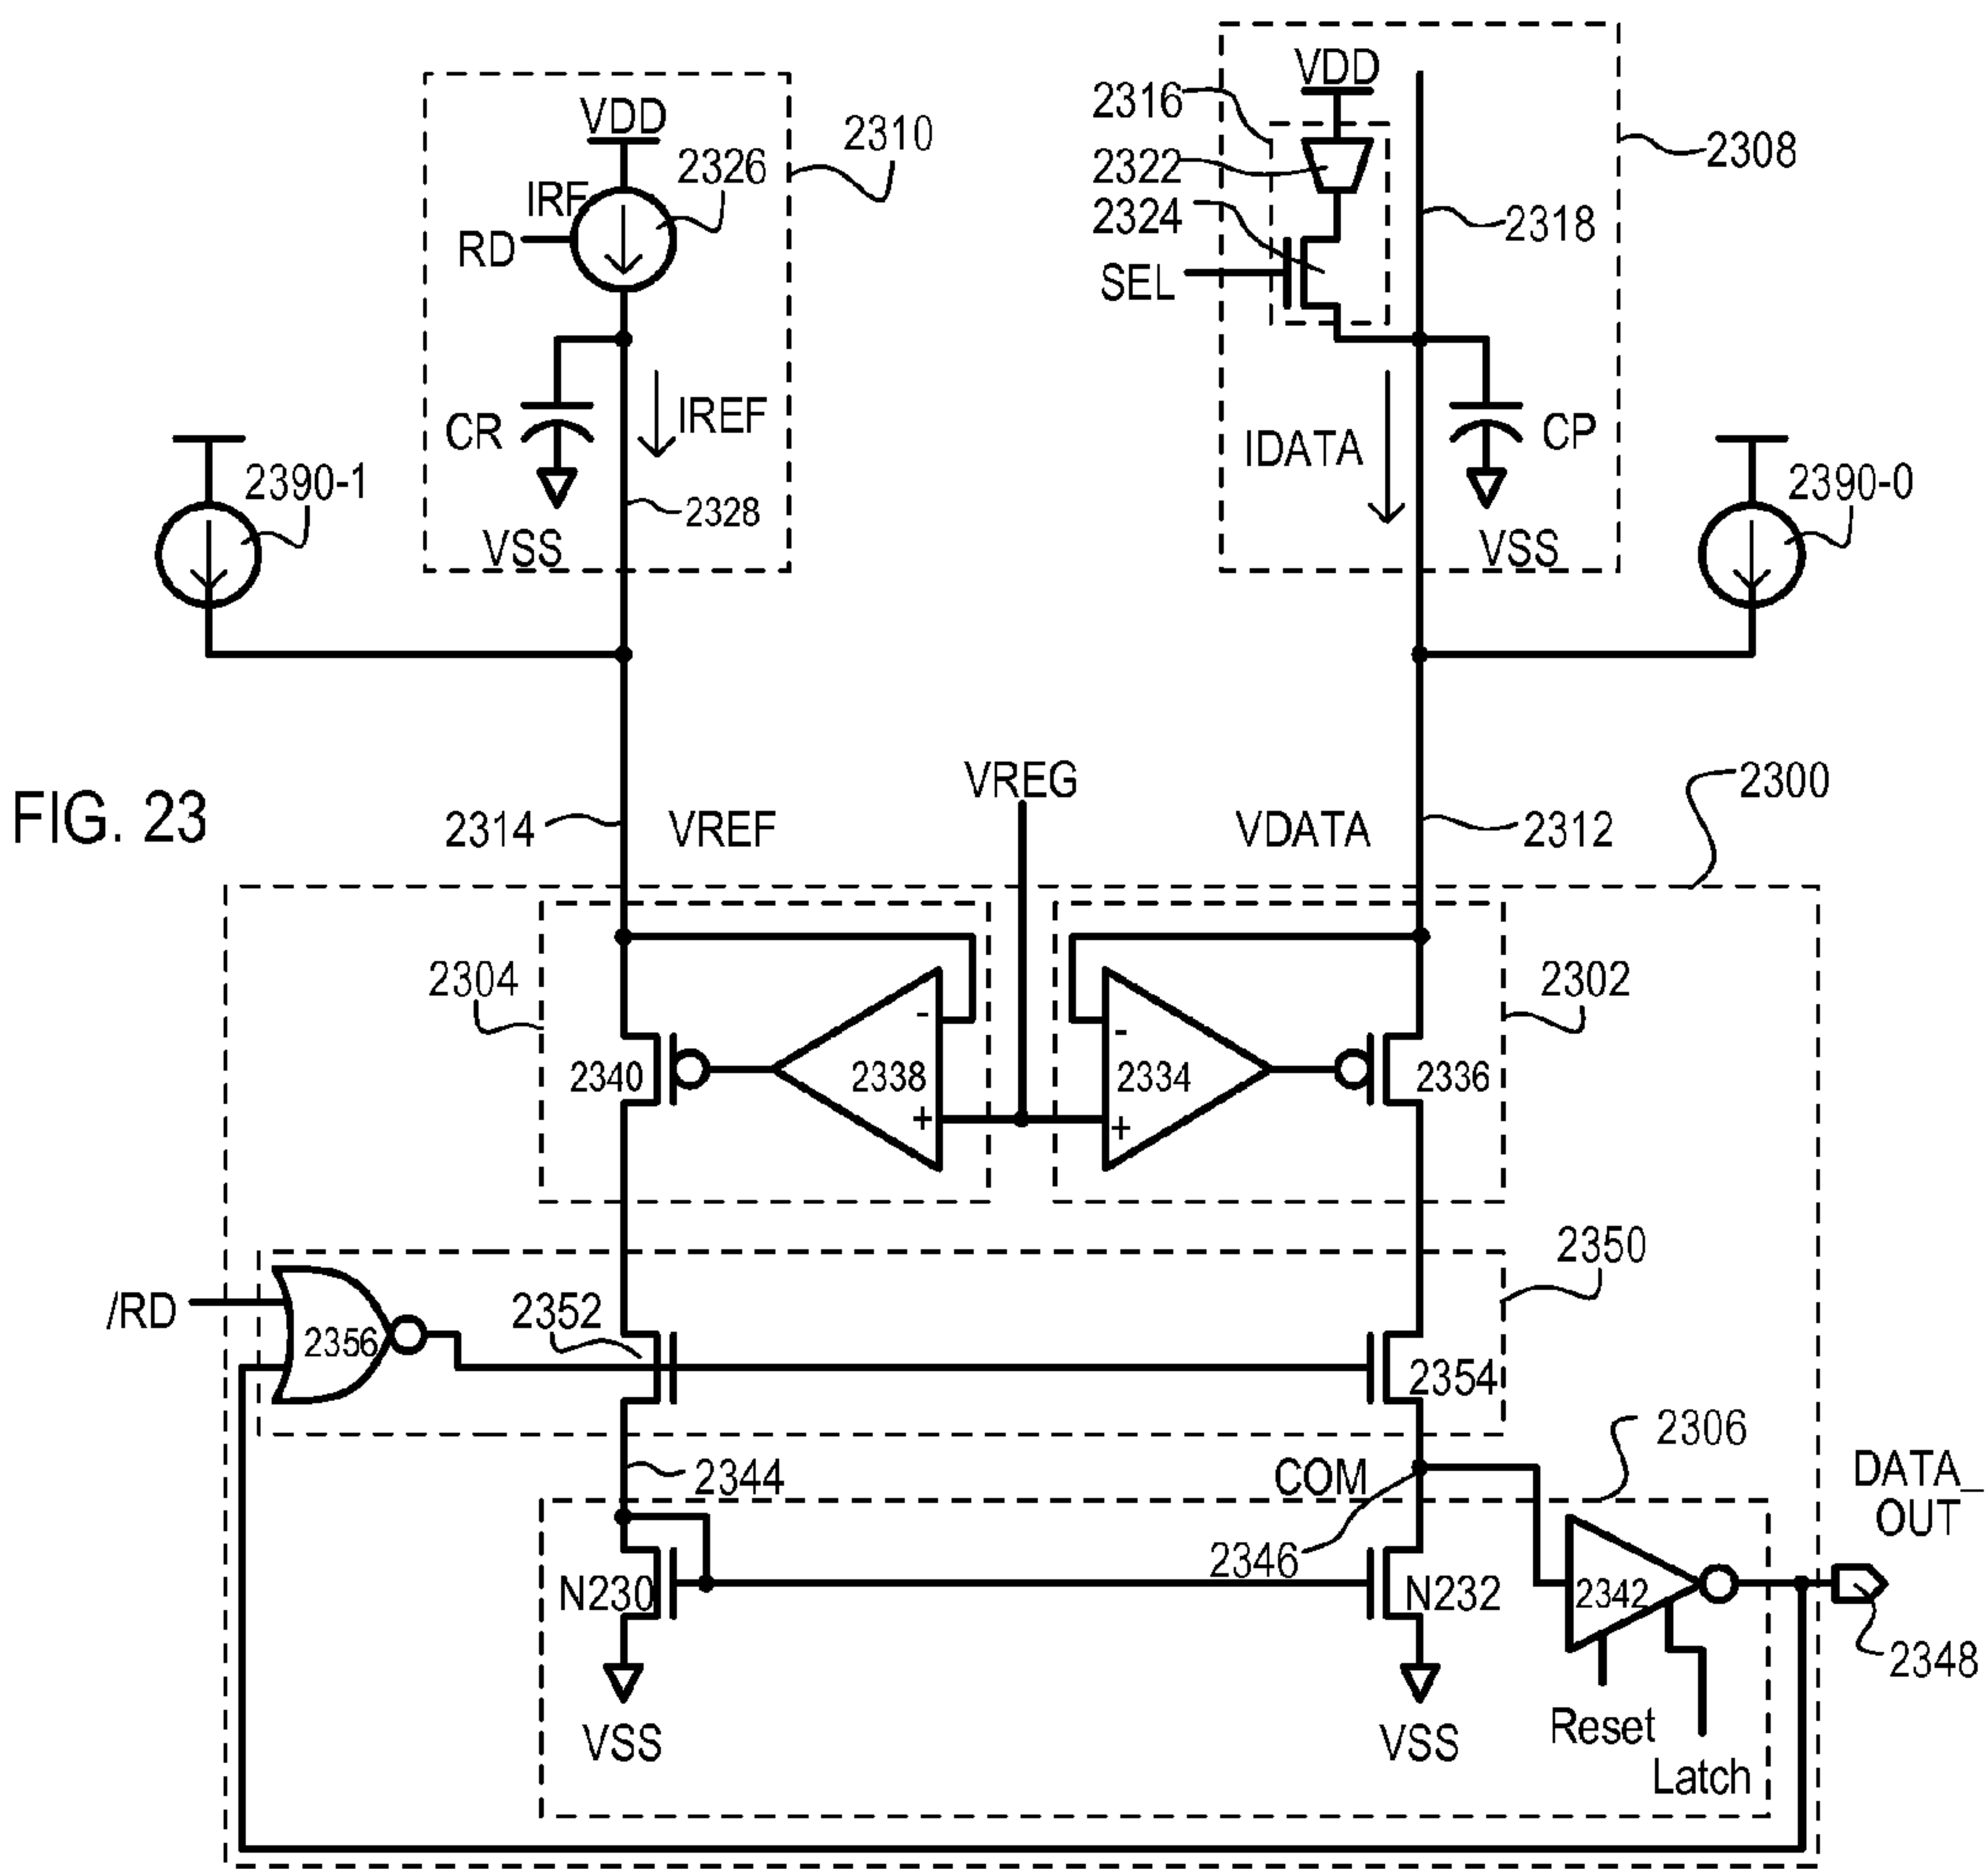 VDD
2316
VDD
2310
2322
2308
2326
IRF
2324
2318
RD
SEL
CR
IREF
IDATA
CP
2390-1
2390-0
2328
VSS
VSS
FIG. 23
VREG
2300
2314
VREF
VDATA
2312
2304
2302
-
-
2340
2338
2334
2336
+
+
2350
/RD
2352
2356
2354
2306
2344
COM
DATA_
OUT
2346
N230
N232
2342
2348
VSS
VSS
Reset
Latch